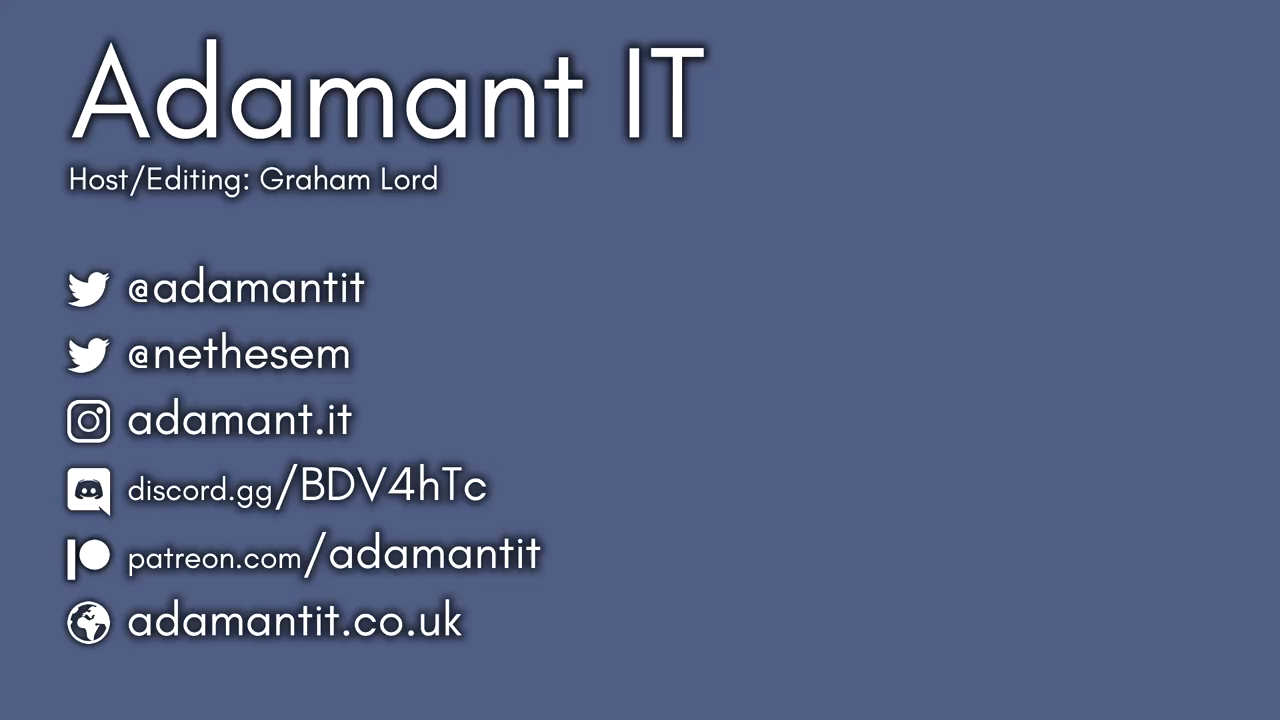 Adamant IT
Host/Editing: Graham Lord
@adamantit
@nethesem
adamant.it
discord.gg/BDV4hTc
patreon.com/adamantit
adamantit.co.uk